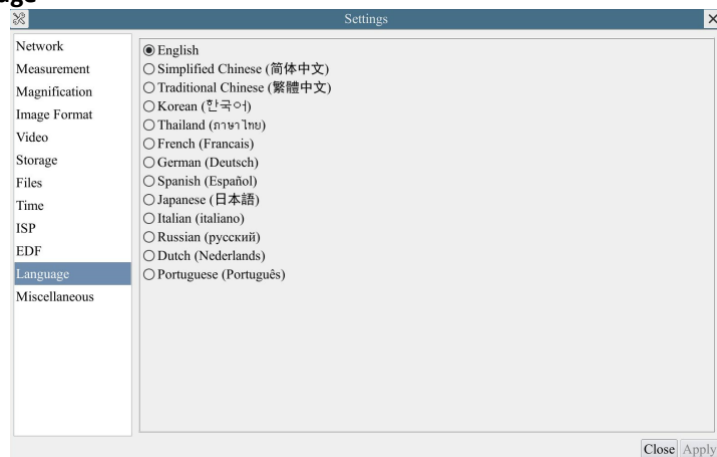 age
Settings
Network
Measurement
Magnification
Image Format
Video
Storage
Files
Time
ISP
EDF
Language
Miscellaneous
English
Simplified Chinese (简体中文)
Traditional Chinese (繁體中文)
Korean (한국어)
Thailand (ภาษาไทย)
French (Francais)
German (Deutsch)
Spanish (Español)
Japanese (日本語)
Italian (italiano)
Russian (русский)
Dutch (Nederlands)
Portuguese (Português)
Close Apply